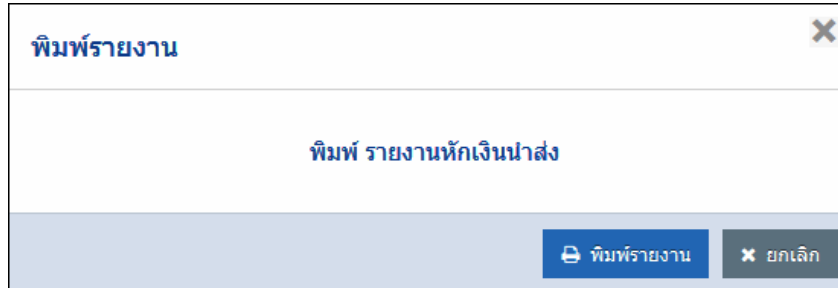 พิมพ์รายงาน
พิมพ์ รายงานหักเงินนำส่ง
พิมพ์รายงาน
ยกเลิก